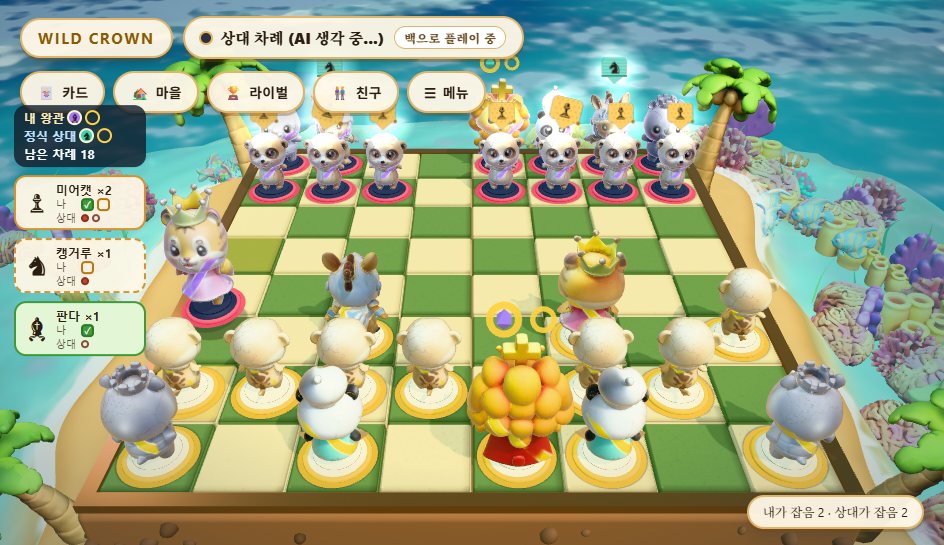 WILD CROWN
상대 차례 (AI 생각 중...)
백으로 플레이 중
카드
마을
라이벌
친구
☰ 메뉴
내 왕관
정식 상대
남은 차례 18
미어캣 ×2
나
상대
캥거루 ×1
나
상대
판다 ×1
나
상대
내가 잡음 2 · 상대가 잡음 2